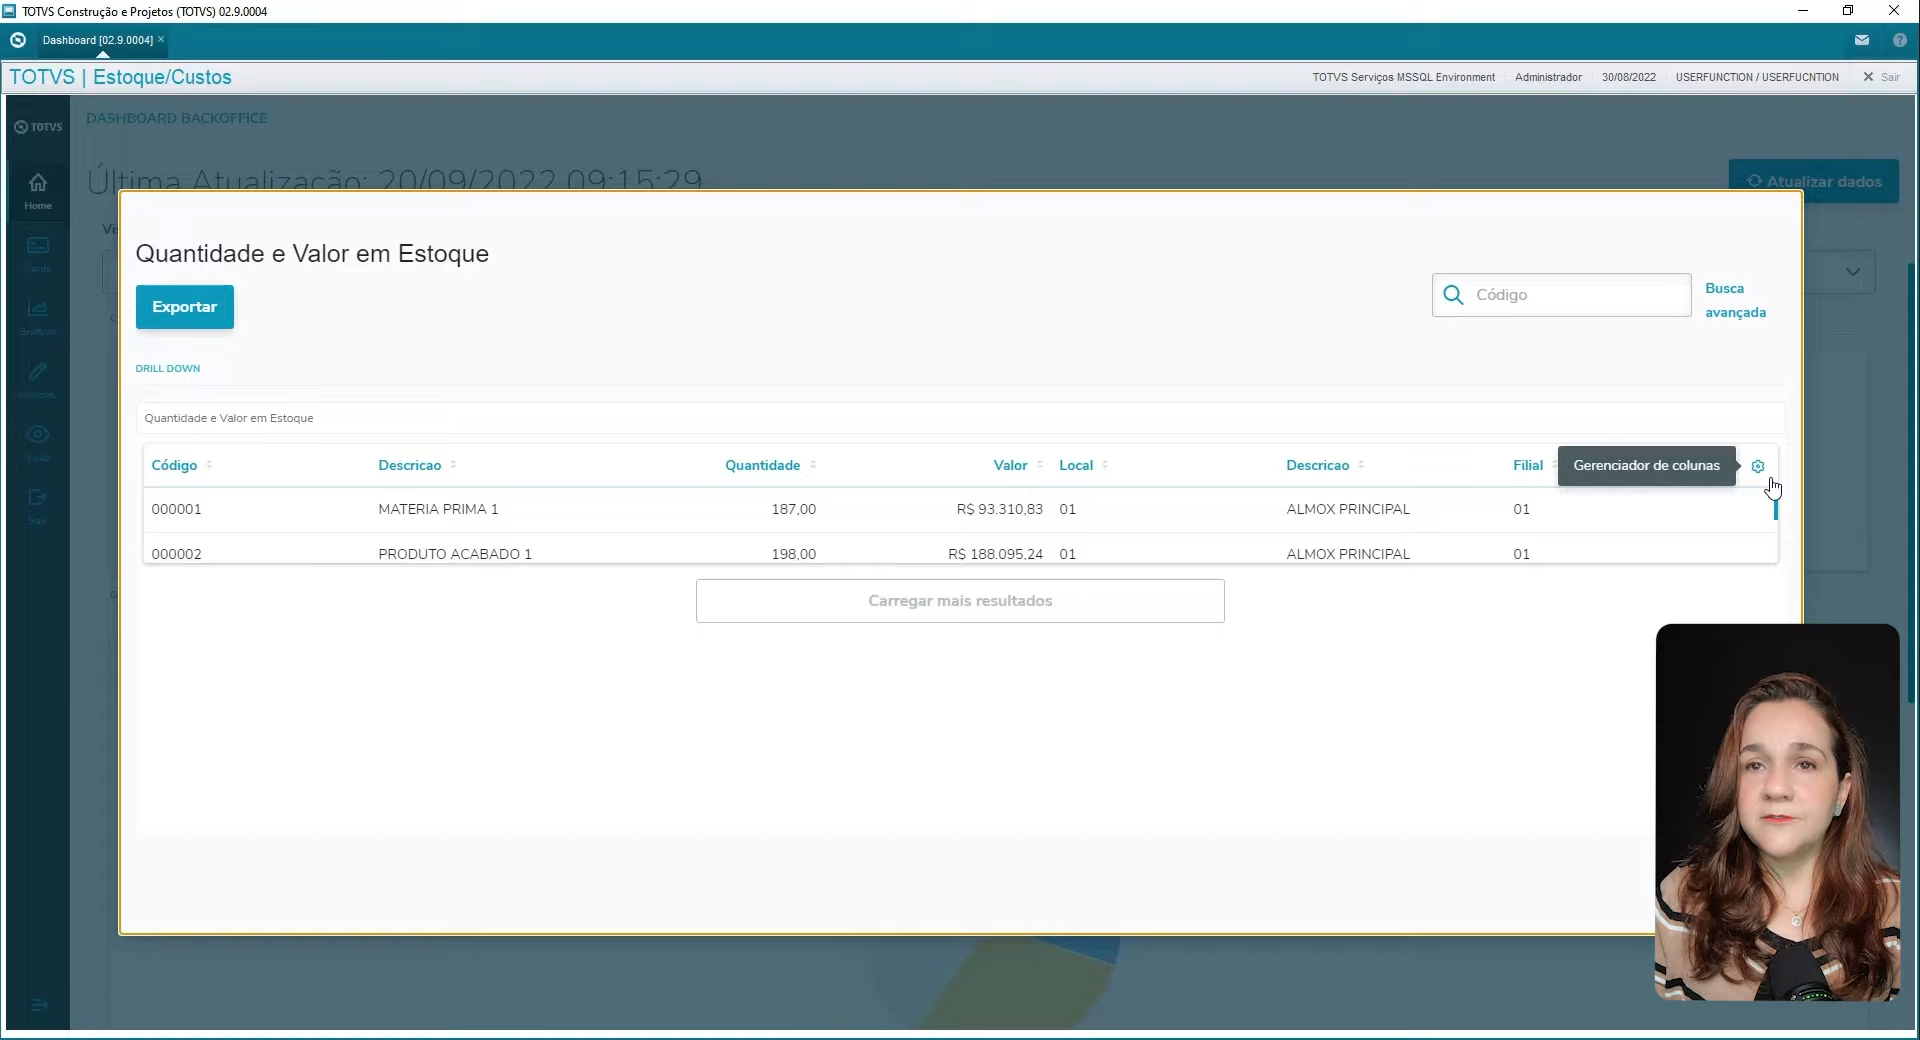 TOTVS Construção e Projetos (TOTVS) 02.9.0004
Dashboard [02.9.0004]
TOTVS | Estoque/Custos
TOTVS Serviços MSSQL Environment Administrador 30/08/2022 USERFUNCTION / USERFUCNTION Sair
TOTVS
DASHBOARD BACKOFFICE
Última Atualização: 20/09/2022 09:15:29
Atualizar dados
Home
Quantidade e Valor em Estoque
Exportar
Código
Busca
avançada
DRILL DOWN
Quantidade e Valor em Estoque
Código Descricao Quantidade Valor Local Descricao Filial Gerenciador de colunas
000001 MATERIA PRIMA 1 187,00 R$ 93.310,83 01 ALMOX PRINCIPAL 01
000002 PRODUTO ACABADO 1 198,00 R$ 188.095,24 01 ALMOX PRINCIPAL 01
Carregar mais resultados